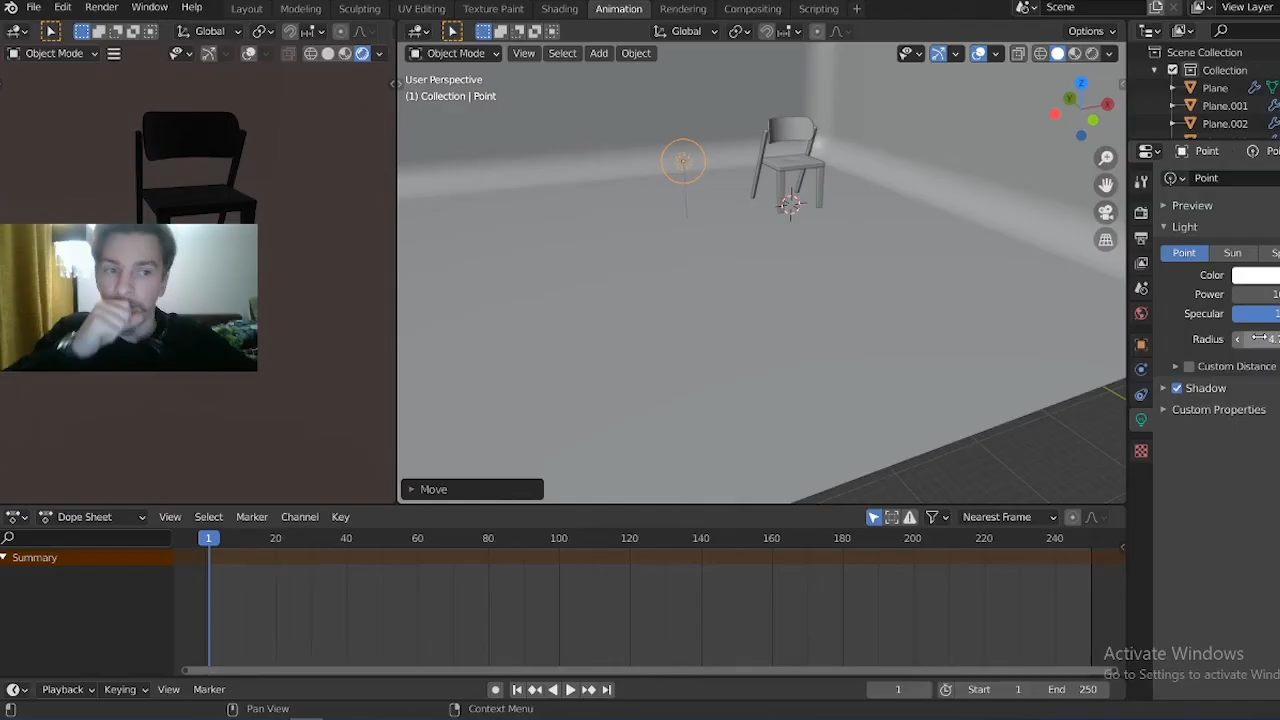 File Edit Render Window Help Layout Modeling Sculpting UV Editing Texture Paint Shading Animation Rendering Compositing Scripting + Scene View Layer
Global Global Options
Object Mode Object Mode View Select Add Object Scene Collection
Collection
User Perspective
(1) Collection | Point
Plane
Plane.001
Plane.002
Point
Point
Preview
Light
Point Sun
Color
Power
Specular
Radius 4.
Custom Distance
Shadow
Custom Properties
Move
Dope Sheet View Select Marker Channel Key Nearest Frame
1 20 40 60 80 100 120 140 160 180 200 220 240
Summary
Activate Windows
Go to Settings to activate Wind
Playback Keying View Marker 1 Start 1 End 250
Pan View Context Menu